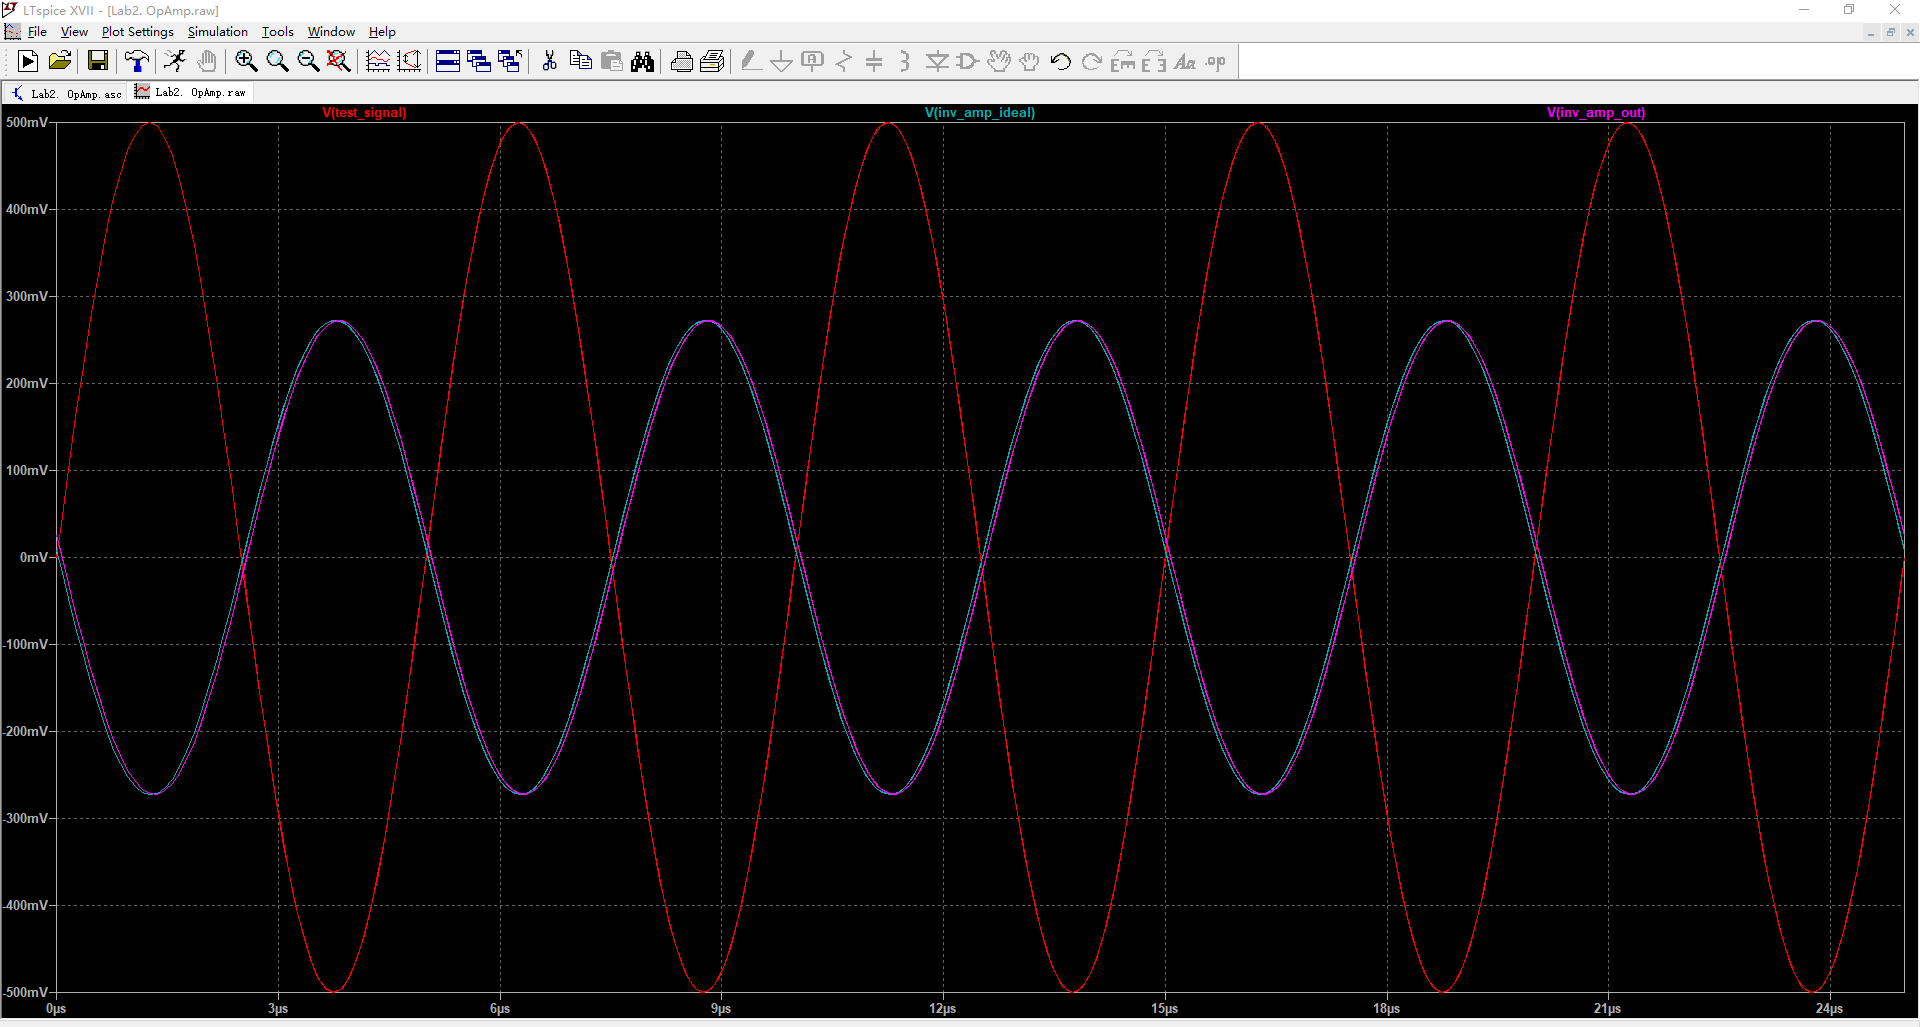 LTspice XVII - [Lab2. OpAmp.raw]
File View Plot Settings Simulation Tools Window Help
Aa .op
Lab2. OpAmp.asc Lab2. OpAmp.raw
V(test_signal) V(inv_amp_ideal) V(inv_amp_out)
500mV
400mV
300mV
200mV
100mV
0mV
-100mV
-200mV
-300mV
-400mV
-500mV
0µs 3µs 6µs 9µs 12µs 15µs 18µs 21µs 24µs